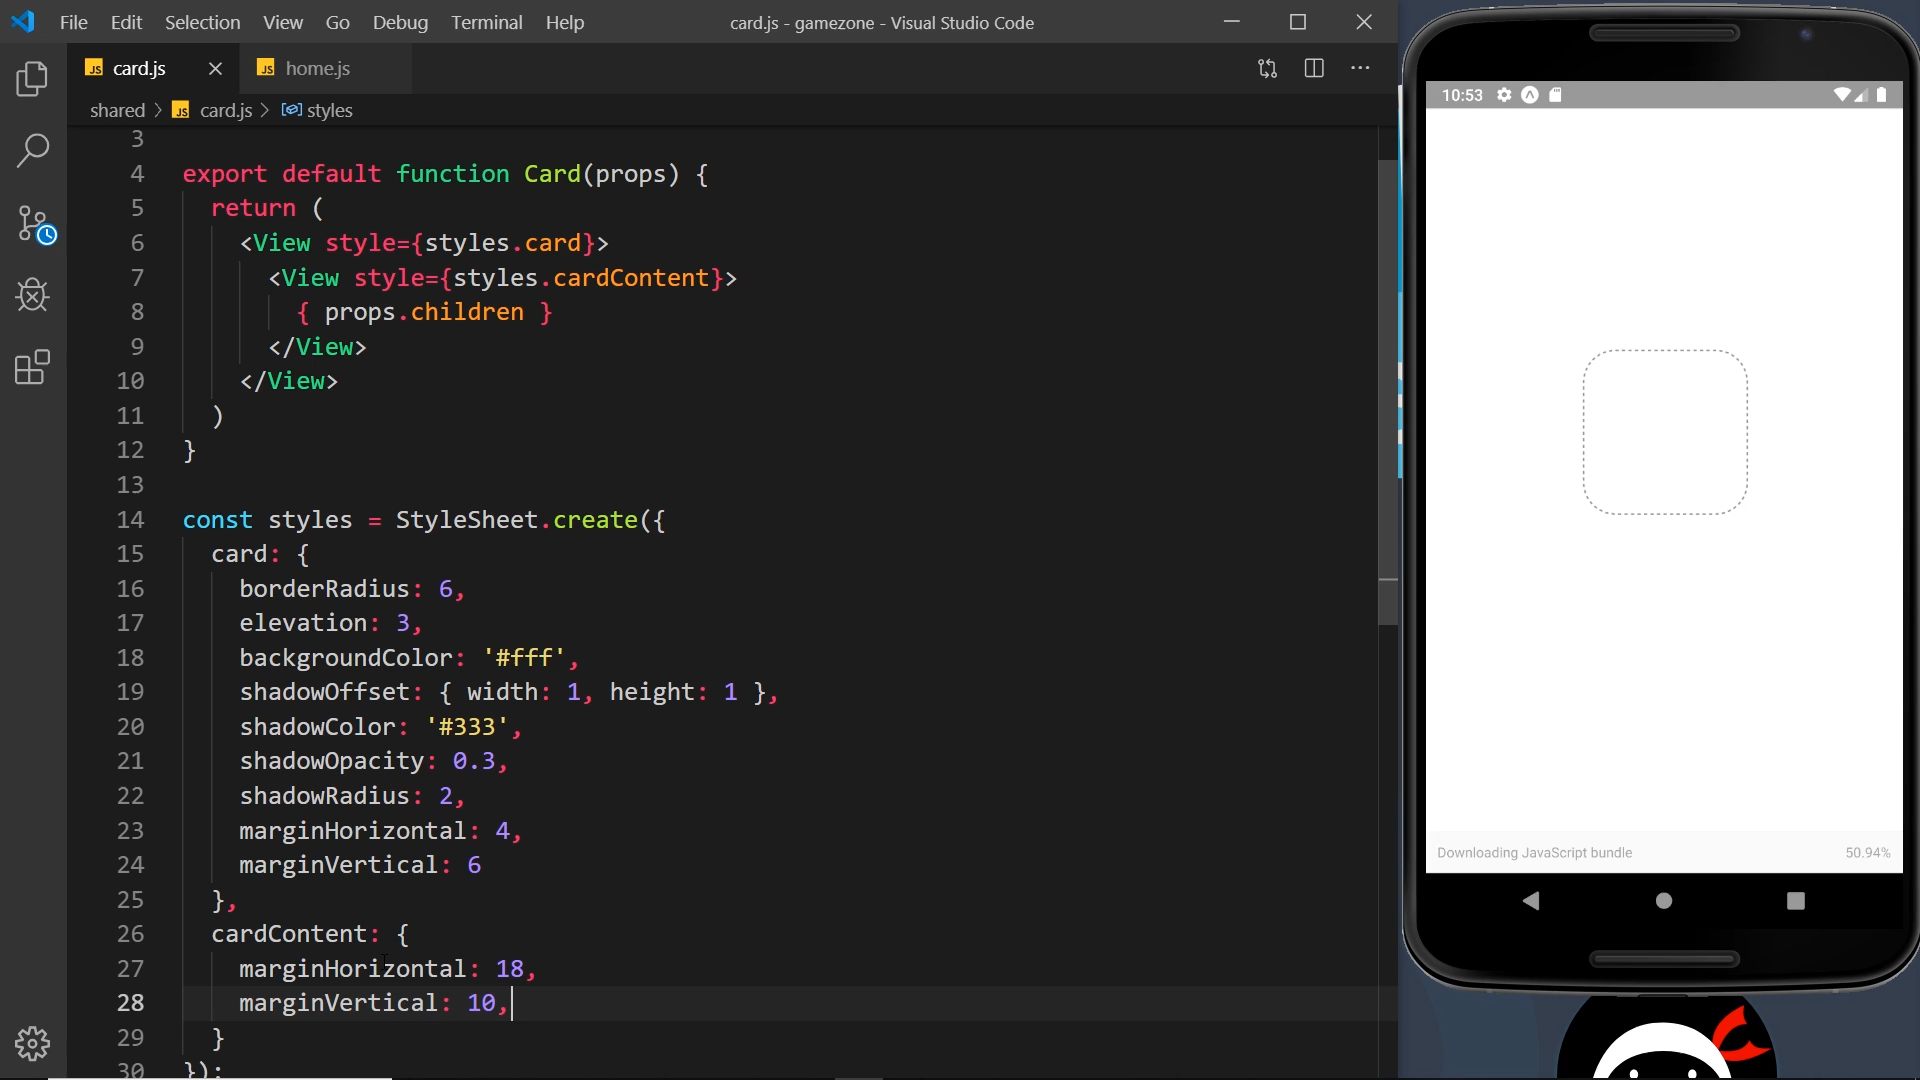 File Edit Selection View Go Debug Terminal Help card.js - gamezone - Visual Studio Code
JS card.js JS home.js
shared > JS card.js > styles
3
4 export default function Card(props) {
5 return (
6 <View style={styles.card}>
7 <View style={styles.cardContent}>
8 { props.children }
9 </View>
10 </View>
11 )
12 }
13
14 const styles = StyleSheet.create({
15 card: {
16 borderRadius: 6,
17 elevation: 3,
18 backgroundColor: '#fff',
19 shadowOffset: { width: 1, height: 1 },
20 shadowColor: '#333',
21 shadowOpacity: 0.3,
22 shadowRadius: 2,
23 marginHorizontal: 4,
24 marginVertical: 6
25 },
26 cardContent: {
27 marginHorizontal: 18,
28 marginVertical: 10,
29 }
30 });
10:53
Downloading JavaScript bundle 50.94%